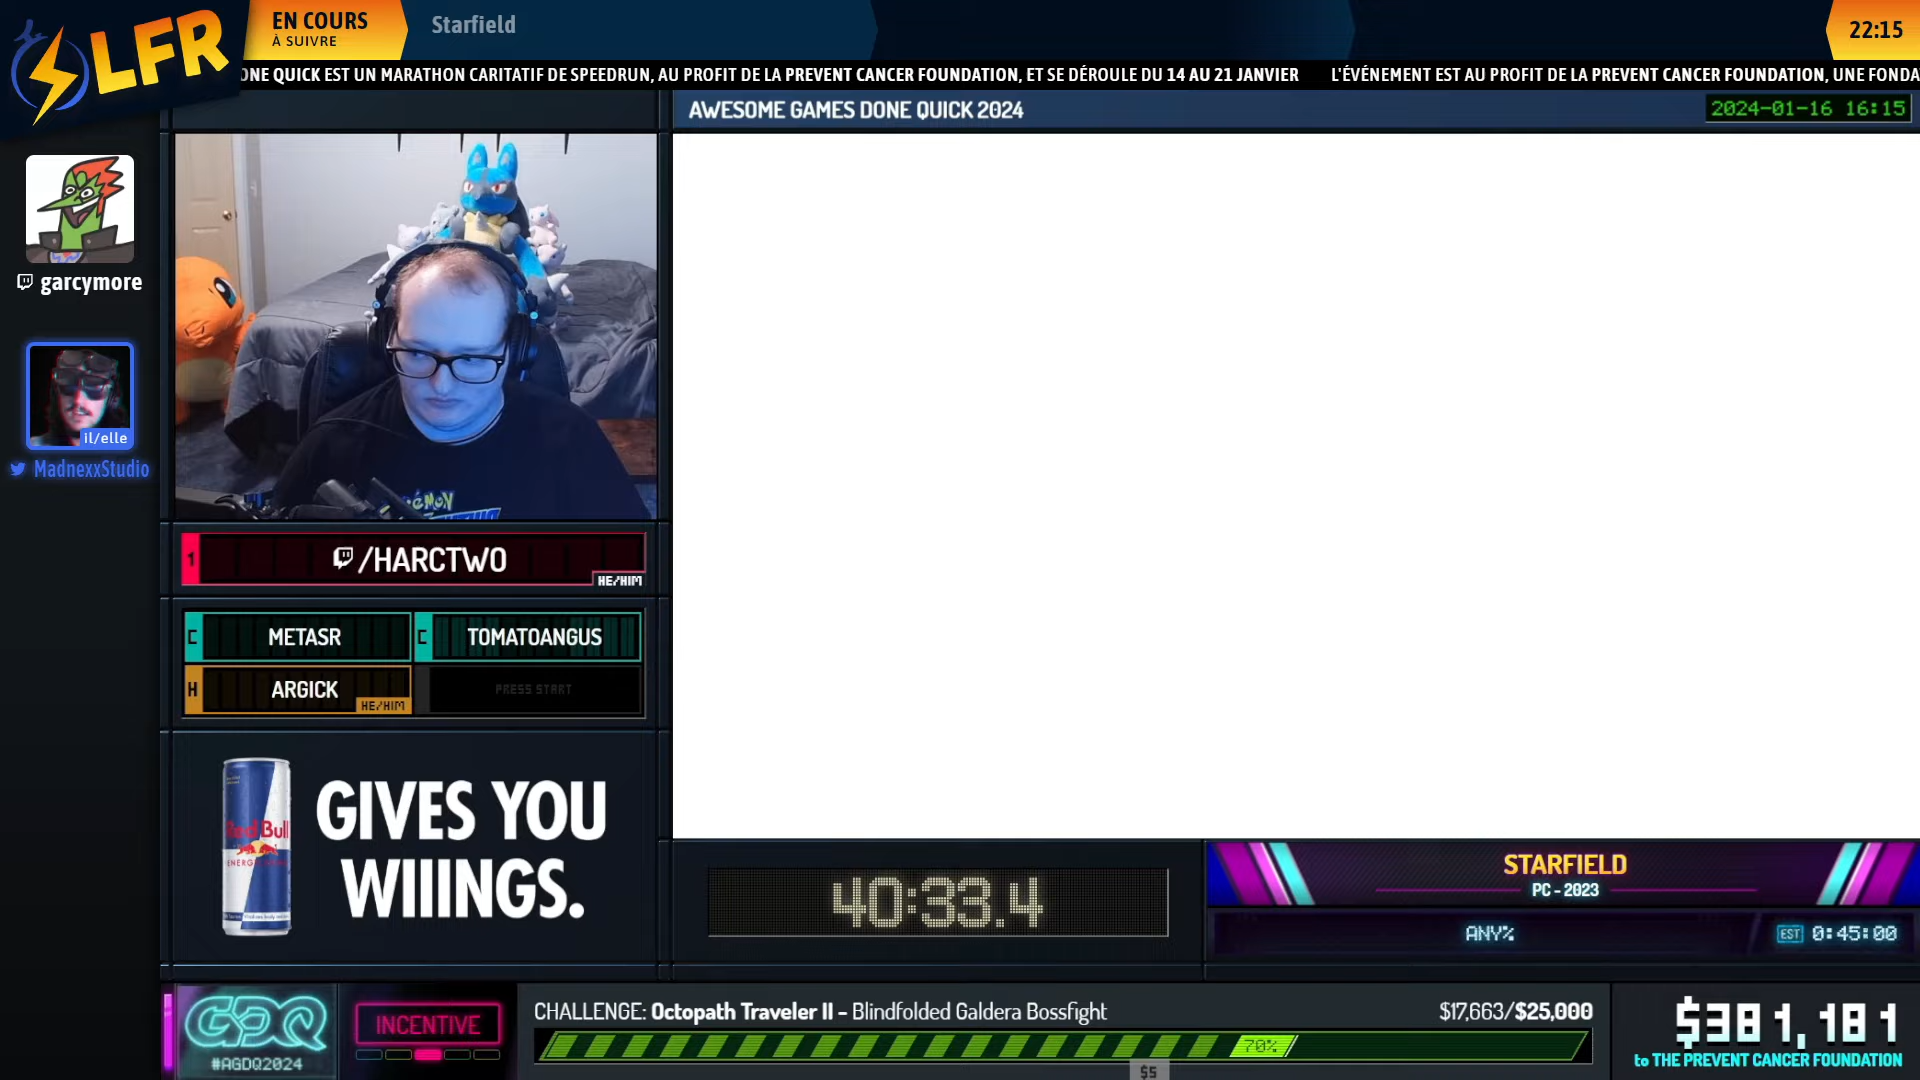 LFR
EN COURS
À SUIVRE
Starfield
22:15
ONE QUICK EST UN MARATHON CARITATIF DE SPEEDRUN, AU PROFIT DE LA PREVENT CANCER FOUNDATION, ET SE DÉROULE DU 14 AU 21 JANVIER L'ÉVÉNEMENT EST AU PROFIT DE LA PREVENT CANCER FOUNDATION, UNE FONDA
AWESOME GAMES DONE QUICK 2024
2024-01-16 16:15
garcymore
il/elle
MadnexxStudio
1
/HARCTWO
HE/HIM
C METASR
C TOMATOANGUS
H ARGICK
HE/HIM
PRESS START
Red Bull
GIVES YOU
WIIINGS.
40:33.4
STARFIELD
PC - 2023
ANY%
EST 0:45:00
GDQ
#AGDQ2024
INCENTIVE
CHALLENGE: Octopath Traveler II - Blindfolded Galdera Bossfight
$17,663/$25,000
70%
$5
$381,181
to THE PREVENT CANCER FOUNDATION